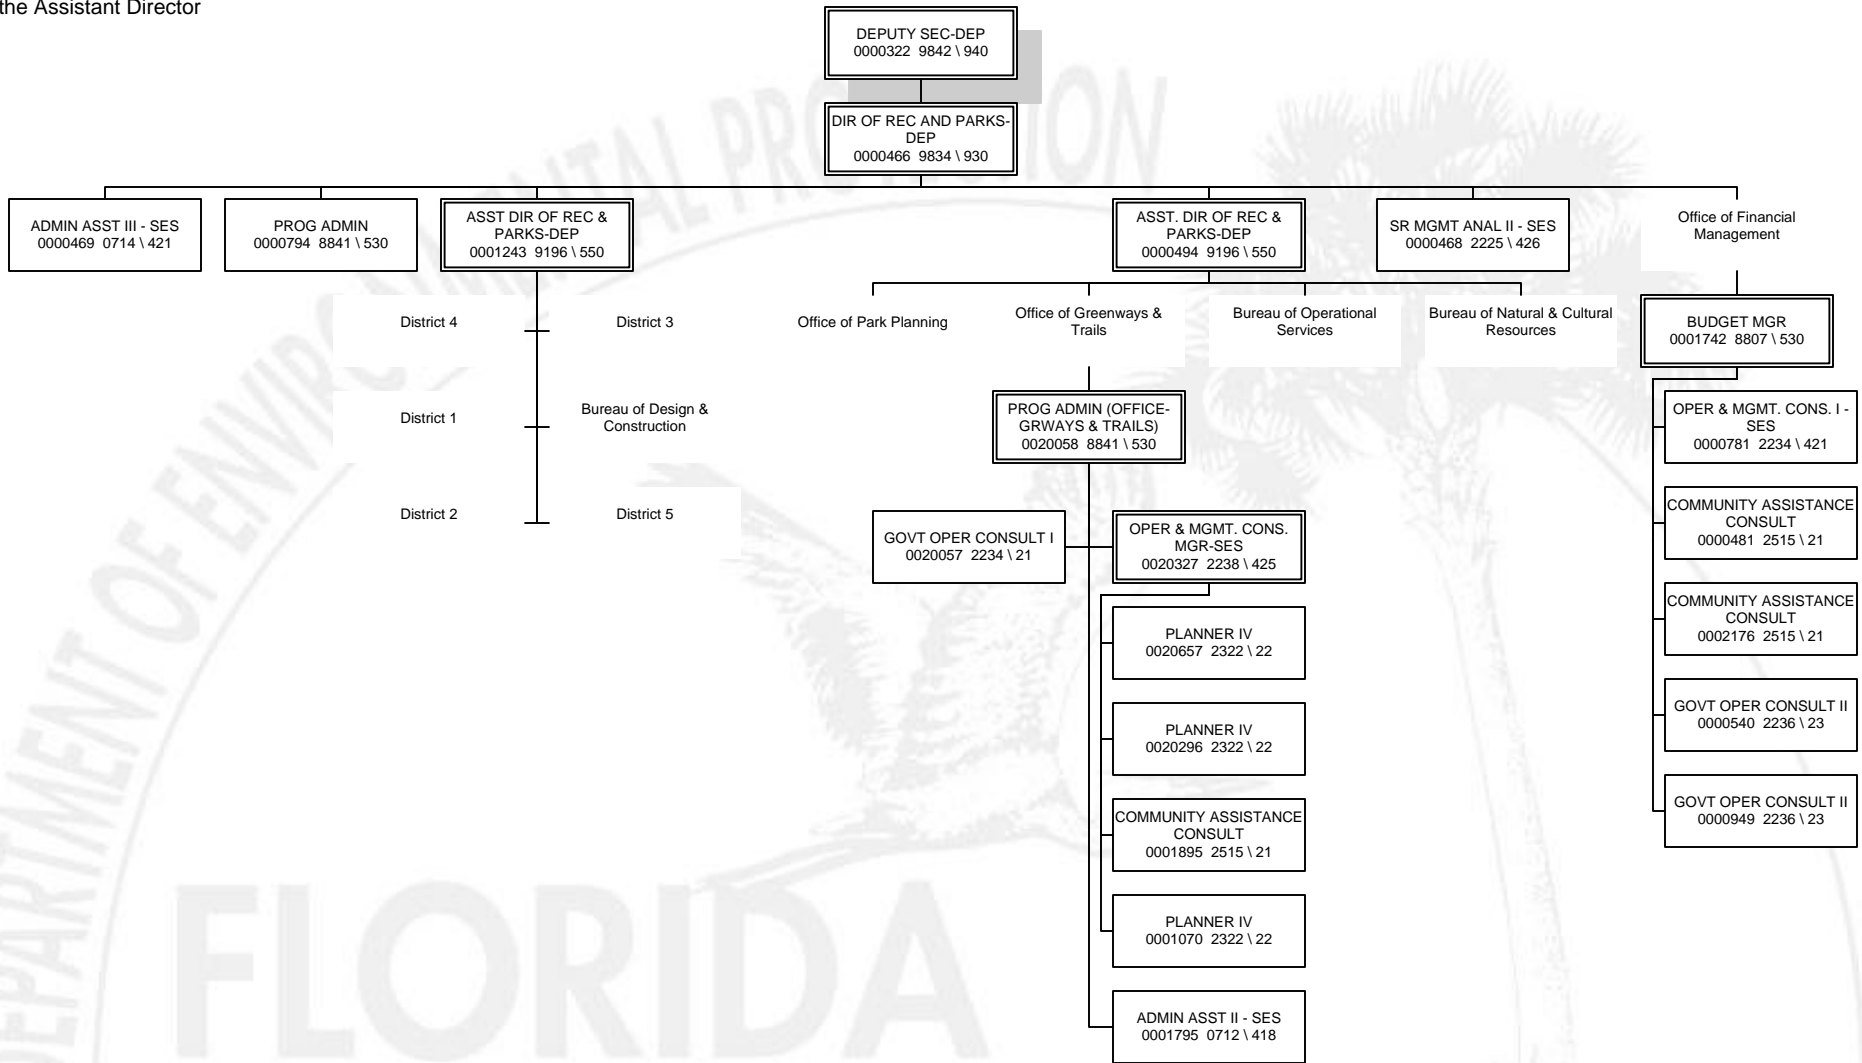 the Assistant Director
DEPUTY SEC-DEP
0000322 9842 \ 940
DIR OF REC AND PARKS-
DEP
0000466 9834 \ 930
ADMIN ASST III - SES
0000469 0714 \ 421
PROG ADMIN
0000794 8841 \ 530
ASST DIR OF REC &
PARKS-DEP
0001243 9196 \ 550
ASST. DIR OF REC &
PARKS-DEP
0000494 9196 \ 550
SR MGMT ANAL II - SES
0000468 2225 \ 426
Office of Financial
Management
District 4
District 3
District 1
Bureau of Design &
Construction
District 2
District 5
Office of Park Planning
Office of Greenways &
Trails
Bureau of Operational
Services
Bureau of Natural & Cultural
Resources
PROG ADMIN (OFFICE-
GRWAYS & TRAILS)
0020058 8841 \ 530
GOVT OPER CONSULT I
0020057 2234 \ 21
OPER & MGMT. CONS.
MGR-SES
0020327 2238 \ 425
PLANNER IV
0020657 2322 \ 22
PLANNER IV
0020296 2322 \ 22
COMMUNITY ASSISTANCE
CONSULT
0001895 2515 \ 21
PLANNER IV
0001070 2322 \ 22
ADMIN ASST II - SES
0001795 0712 \ 418
BUDGET MGR
0001742 8807 \ 530
OPER & MGMT. CONS. I -
SES
0000781 2234 \ 421
COMMUNITY ASSISTANCE
CONSULT
0000481 2515 \ 21
COMMUNITY ASSISTANCE
CONSULT
0002176 2515 \ 21
GOVT OPER CONSULT II
0000540 2236 \ 23
GOVT OPER CONSULT II
0000949 2236 \ 23
DEPARTMENT OF ENVIRONMENTAL PROTECTION
FLORIDA